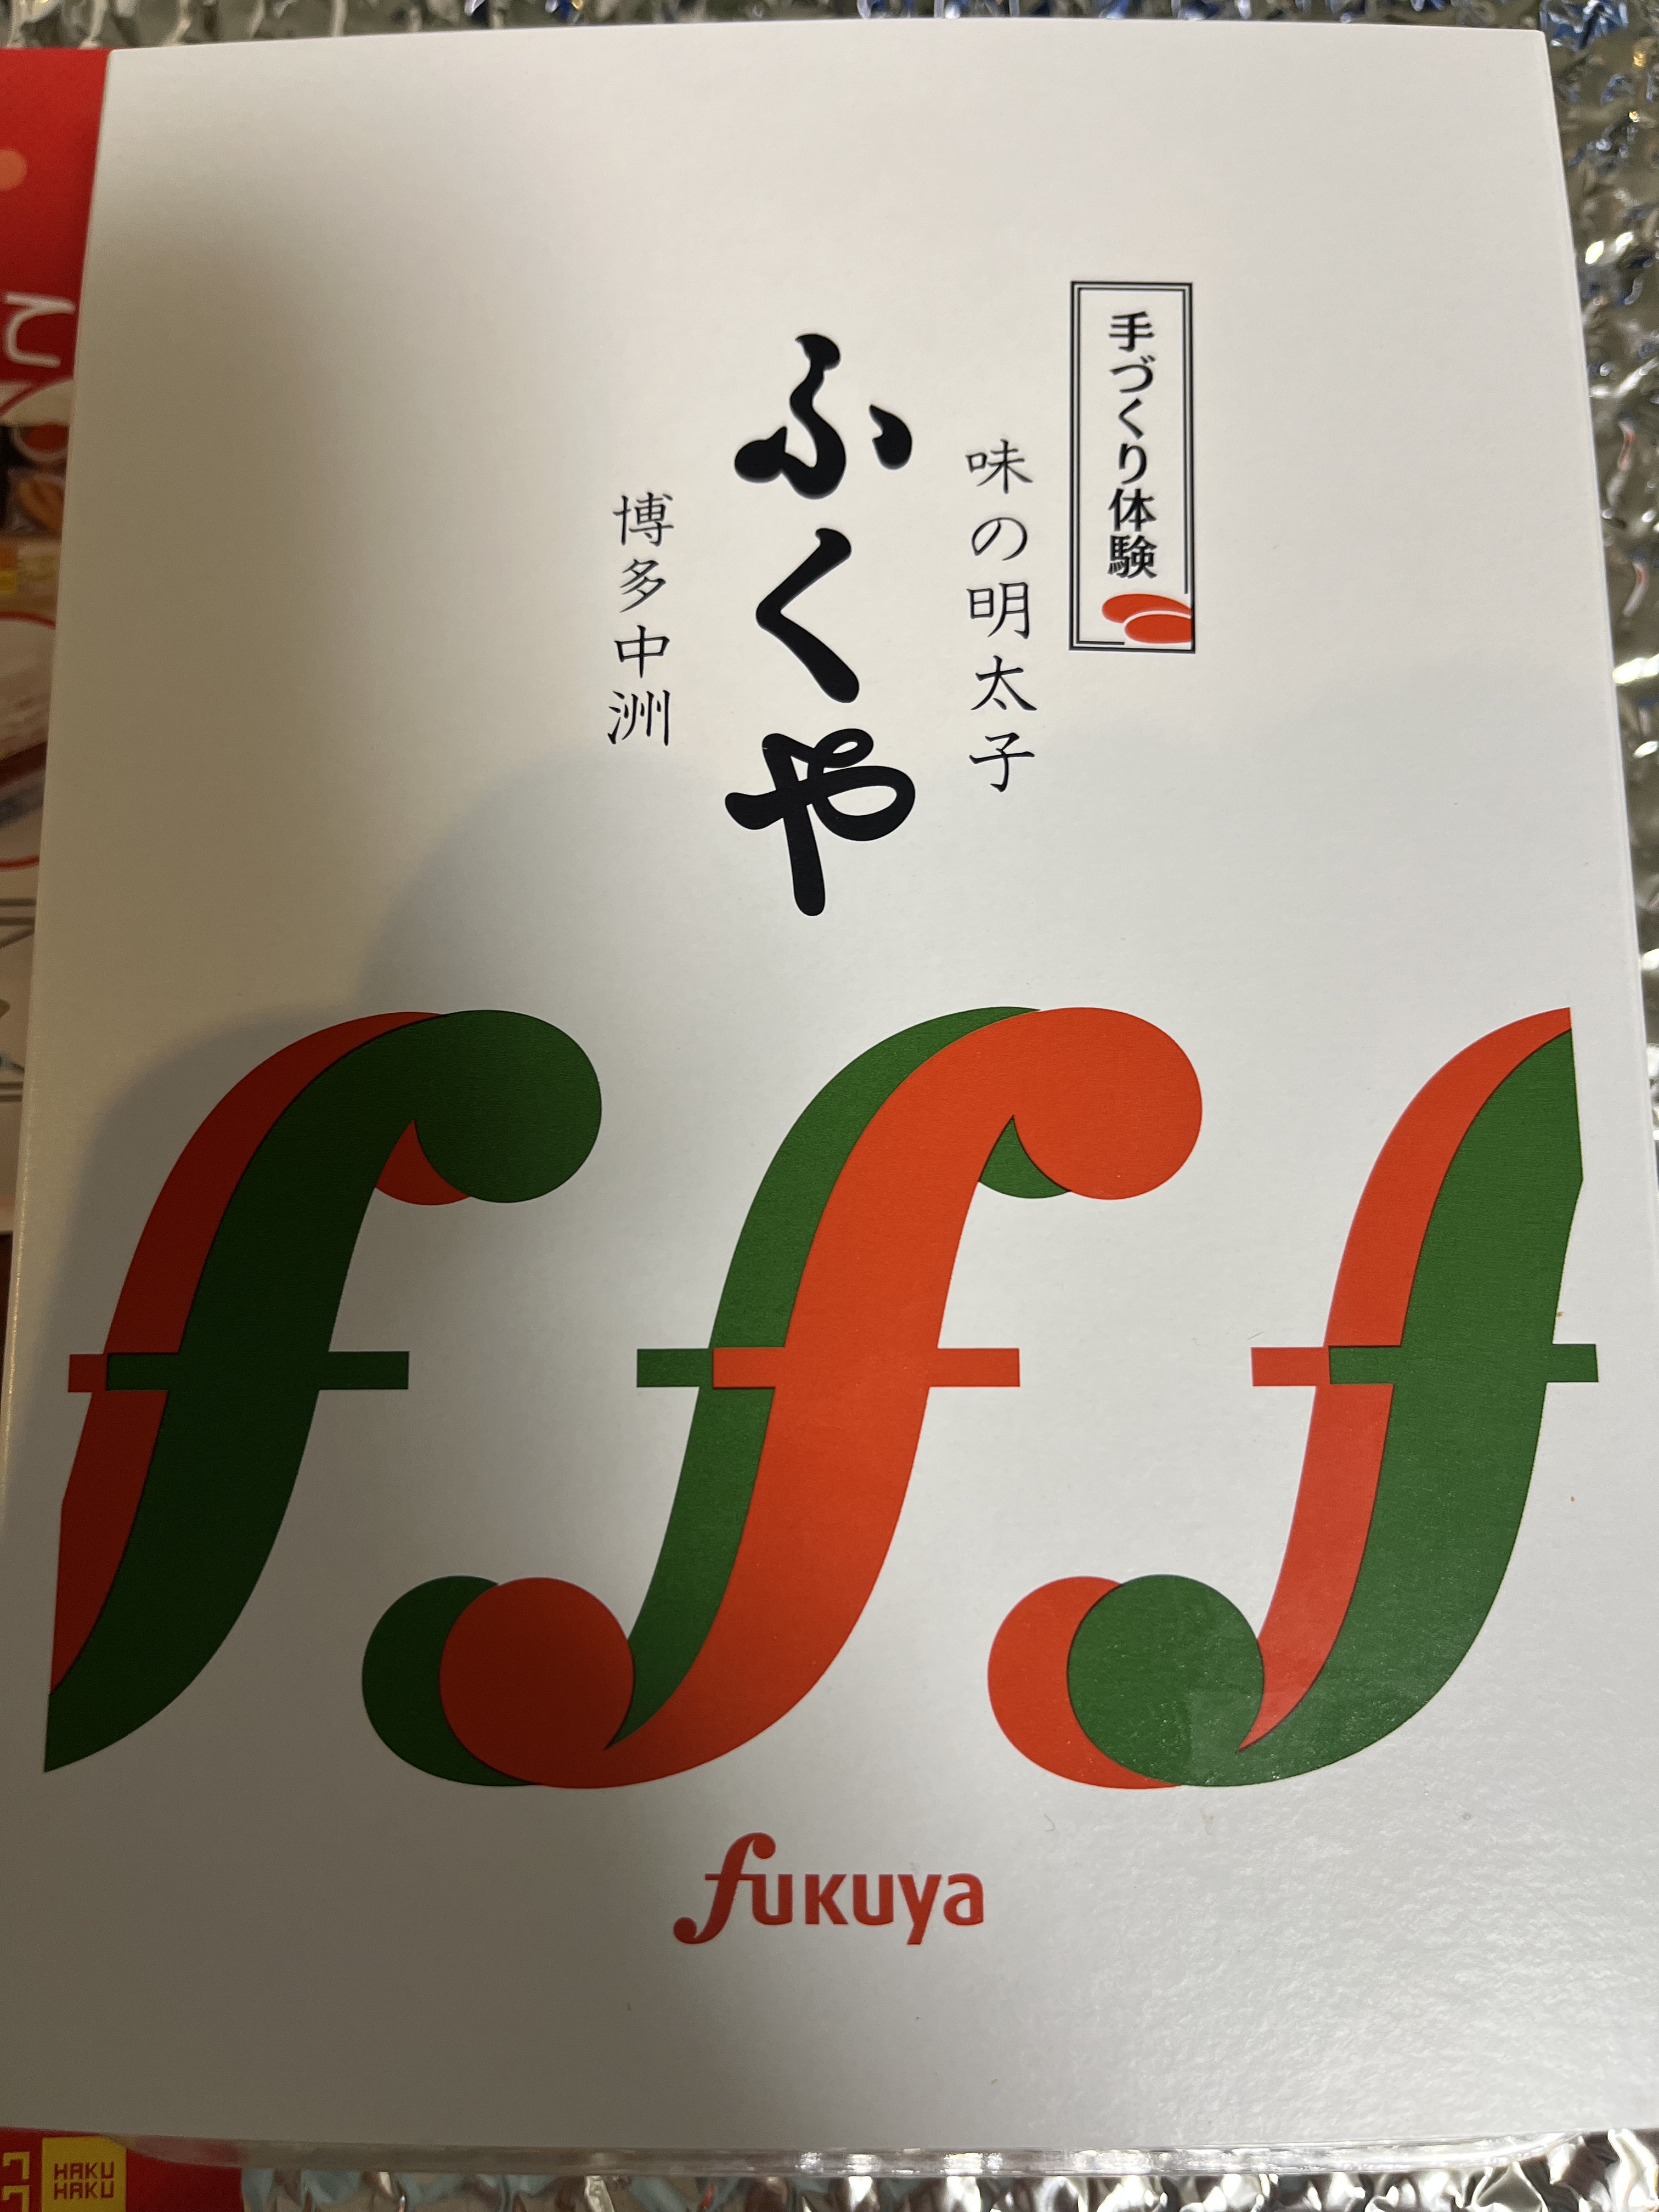 手づくり体験
味の明太子
ふくや
博多中洲
fukuya
HAKU
HAKU